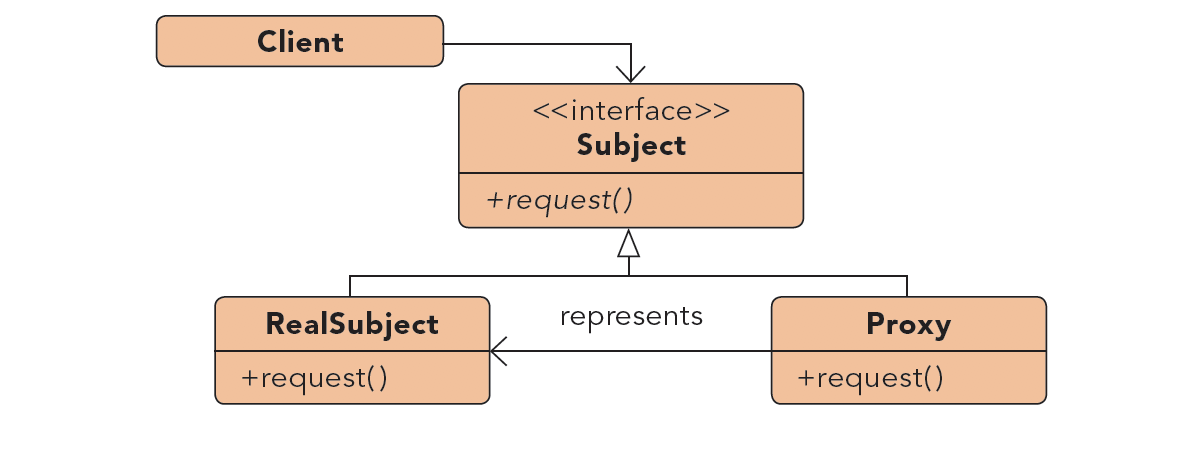 Client
<<interface>>
Subject
+request()
represents
RealSubject
+request()
Proxy
+request()